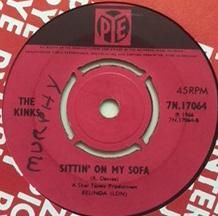 PYE
THE
KINKS
45RPM
7N.17064
℗ 1966
7N.17064-B
MURPHY
SITTIN' ON MY SOFA
(R. Davies)
A Shel Talmy Production
BELINDA (LDN)